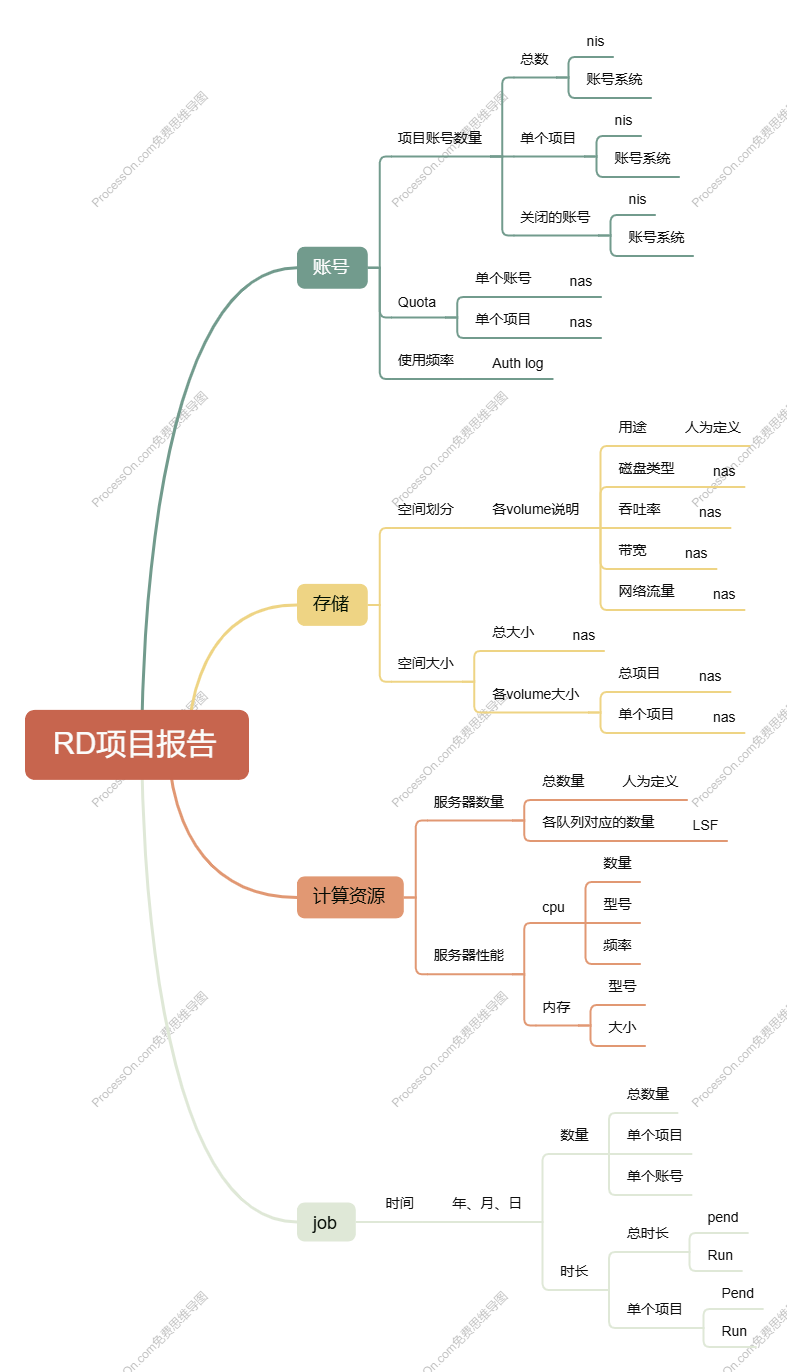 RD项目报告
账号
项目账号数量
总数
nis
账号系统
单个项目
nis
账号系统
关闭的账号
nis
账号系统
Quota
单个账号 nas
单个项目 nas
使用频率 Auth log
存储
空间划分 各volume说明
用途 人为定义
磁盘类型 nas
吞吐率 nas
带宽 nas
网络流量 nas
空间大小
总大小 nas
各volume大小
总项目 nas
单个项目 nas
计算资源
服务器数量
总数量 人为定义
各队列对应的数量 LSF
服务器性能
cpu
数量
型号
频率
内存
型号
大小
job
时间 年、月、日
数量
总数量
单个项目
单个账号
时长
总时长
pend
Run
单个项目
Pend
Run
ProcessOn.com免费思维导图